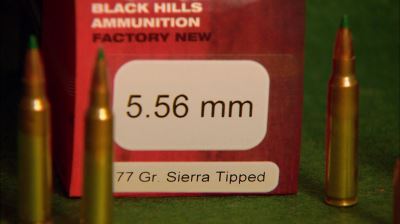 BLACK HILLS
AMMUNITION
FACTORY NEW
5.56 mm
77 Gr. Sierra Tipped